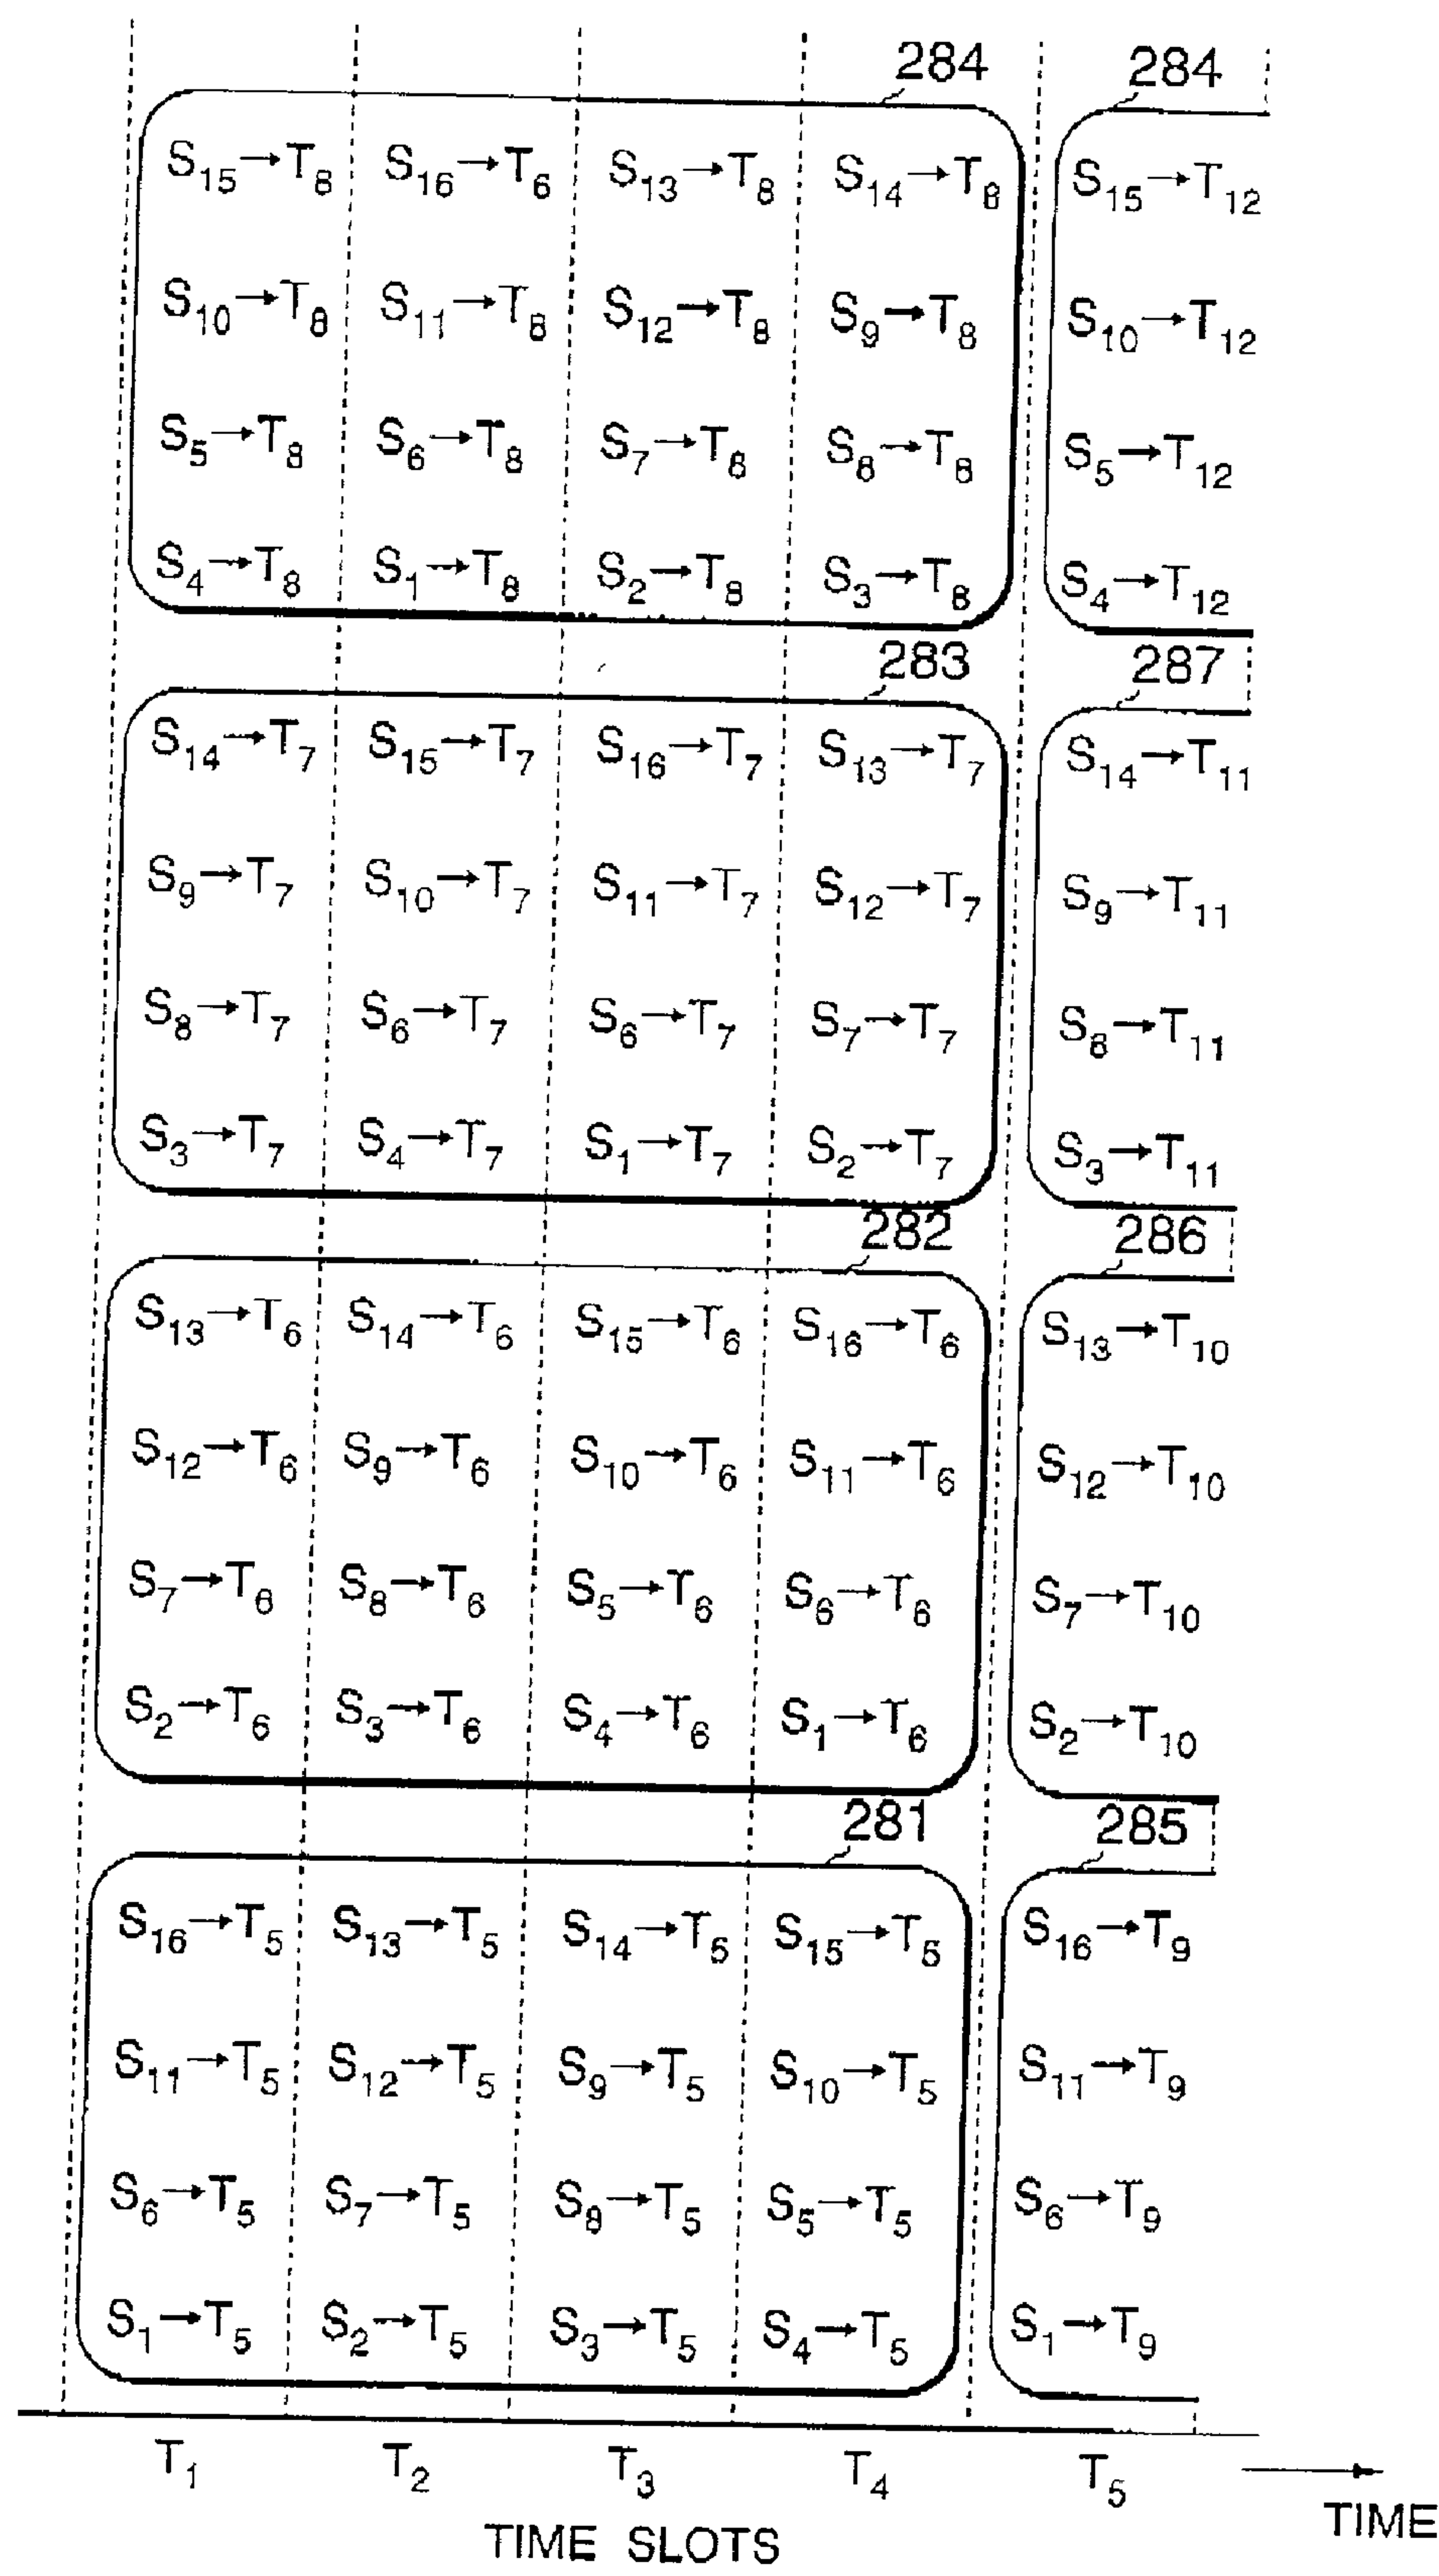 284 284
S15→T8 S16→T6 S13→T8 S14→T8 S15→T12
S10→T8 S11→T8 S12→T8 S9→T8 S10→T12
S5→T8 S6→T8 S7→T8 S8→T8 S5→T12
S4→T8 S1→T8 S2→T8 S3→T8 S4→T12
283 287
S14→T7 S15→T7 S16→T7 S13→T7 S14→T11
S9→T7 S10→T7 S11→T7 S12→T7 S9→T11
S8→T7 S6→T7 S6→T7 S7→T7 S8→T11
S3→T7 S4→T7 S1→T7 S2→T7 S3→T11
282 286
S13→T6 S14→T6 S15→T6 S16→T6 S13→T10
S12→T6 S9→T6 S10→T6 S11→T6 S12→T10
S7→T6 S8→T6 S5→T6 S6→T6 S7→T10
S2→T6 S3→T6 S4→T6 S1→T6 S2→T10
281 285
S16→T5 S13→T5 S14→T5 S15→T5 S16→T9
S11→T5 S12→T5 S9→T5 S10→T5 S11→T9
S6→T5 S7→T5 S8→T5 S5→T5 S6→T9
S1→T5 S2→T5 S3→T5 S4→T5 S1→T9
T1 T2 T3 T4 T5
TIME SLOTS
TIME